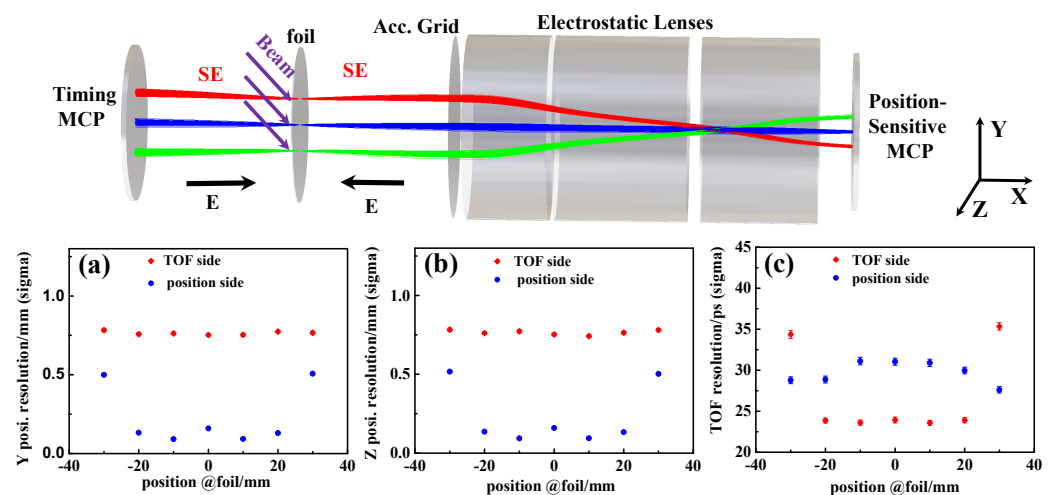 Electrostatic Lenses
Acc. Grid
foil
Beam
SE
SE
Timing
MCP
Position-
Sensitive
MCP
Y
X
Z
E
E
(a)
TOF side
position side
Y posi. resolution/mm (sigma)
1.0
0.5
0.0
-40
-20
0
20
40
position @foil/mm
(b)
TOF side
position side
Z posi. resolution/mm (sigma)
1.0
0.5
0.0
-40
-20
0
20
40
position @foil/mm
(c)
TOF side
position side
TOF resolution/ps (sigma)
45
40
35
30
25
20
-40
-20
0
20
40
position @foil/mm